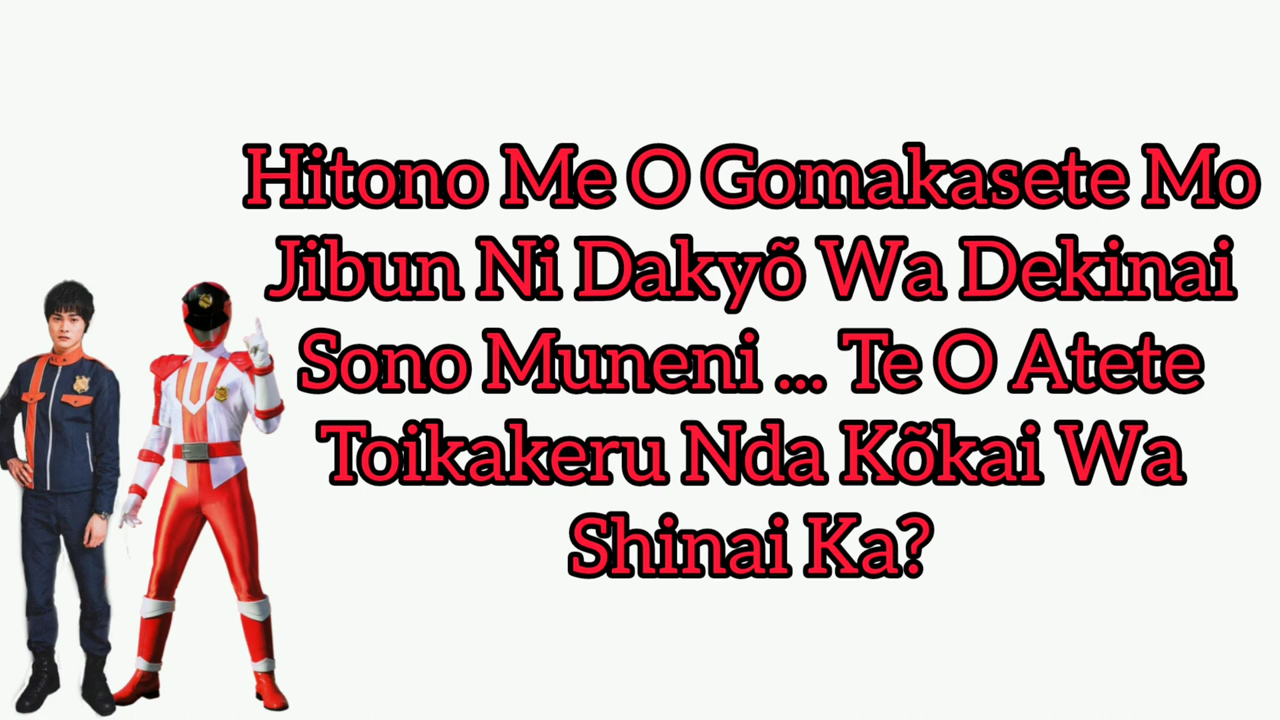 Hitono Me O Gomakasete Mo
Jibun Ni Dakyõ Wa Dekinai
Sono Muneni ... Te O Atete
Toikakeru Nda Kõkai Wa
Shinai Ka?